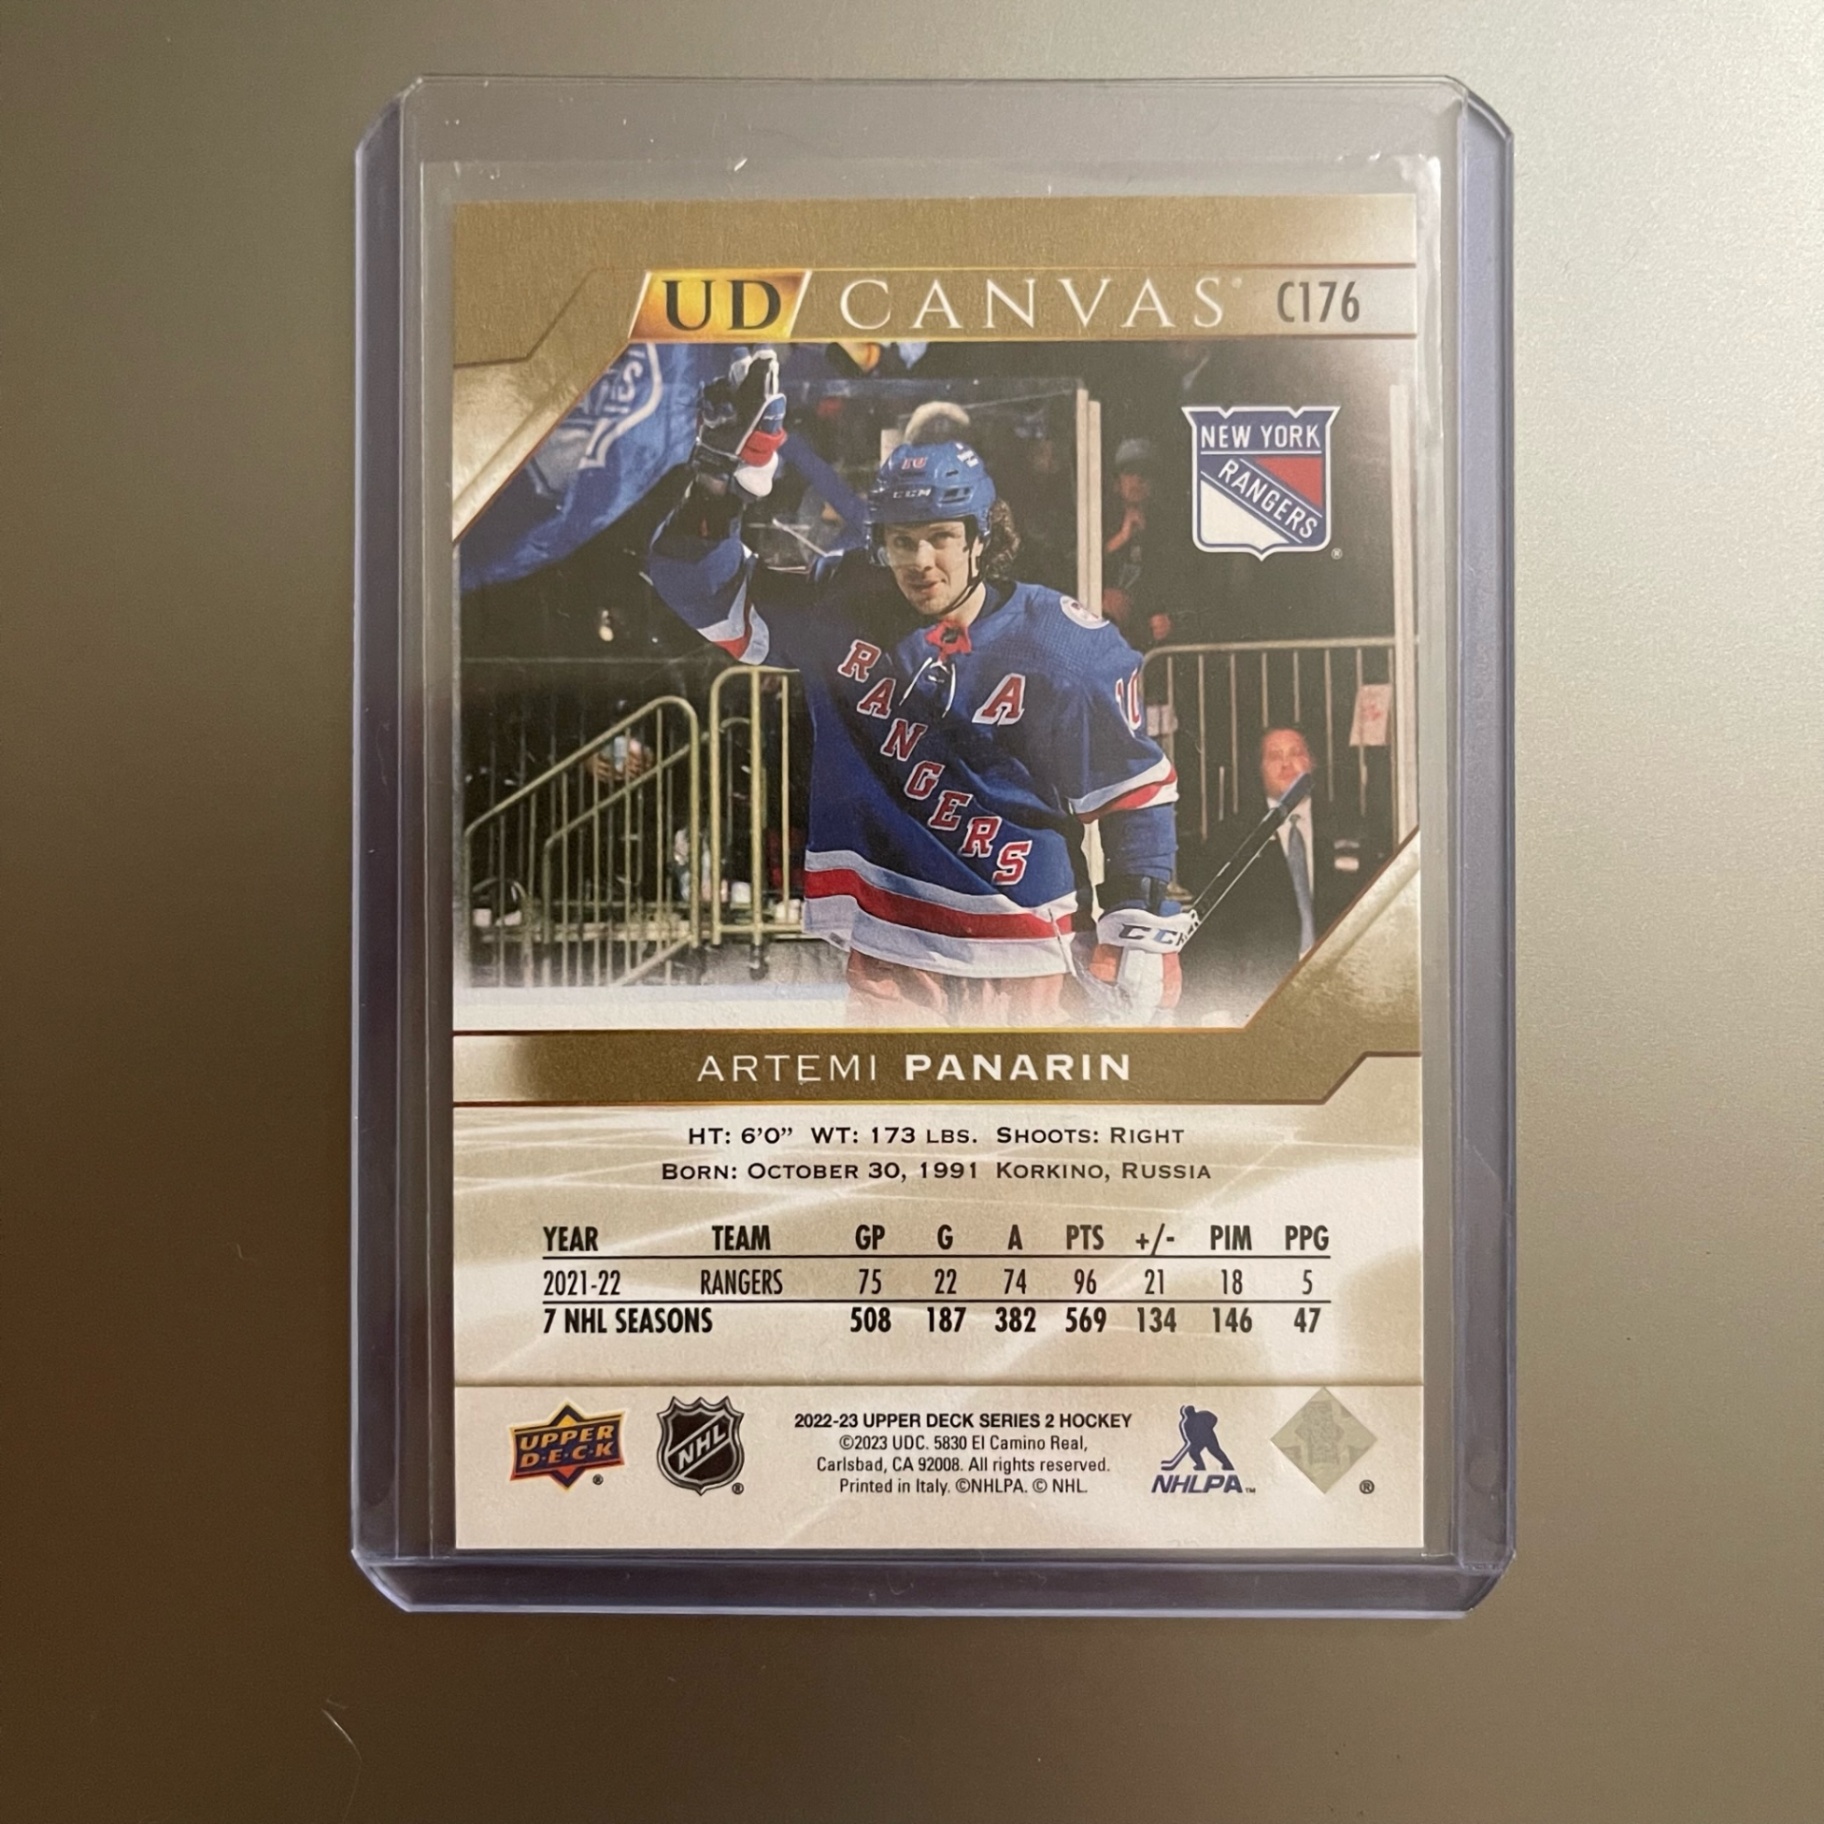 UD CANVAS® C176
NEW YORK
RANGERS
®
10
CCM
RANGERS
A
10
CCM
ARTEMI PANARIN
HT: 6'0" WT: 173 LBS. SHOOTS: RIGHT
BORN: OCTOBER 30, 1991 KORKINO, RUSSIA
YEAR TEAM GP G A PTS +/- PIM PPG
2021-22 RANGERS 75 22 74 96 21 18 5
7 NHL SEASONS 508 187 382 569 134 146 47
UPPER
D·E·C·K
®
NHL
®
2022-23 UPPER DECK SERIES 2 HOCKEY
©2023 UDC. 5830 El Camino Real,
Carlsbad, CA 92008. All rights reserved.
Printed in Italy. ©NHLPA. © NHL.
NHLPA™
®